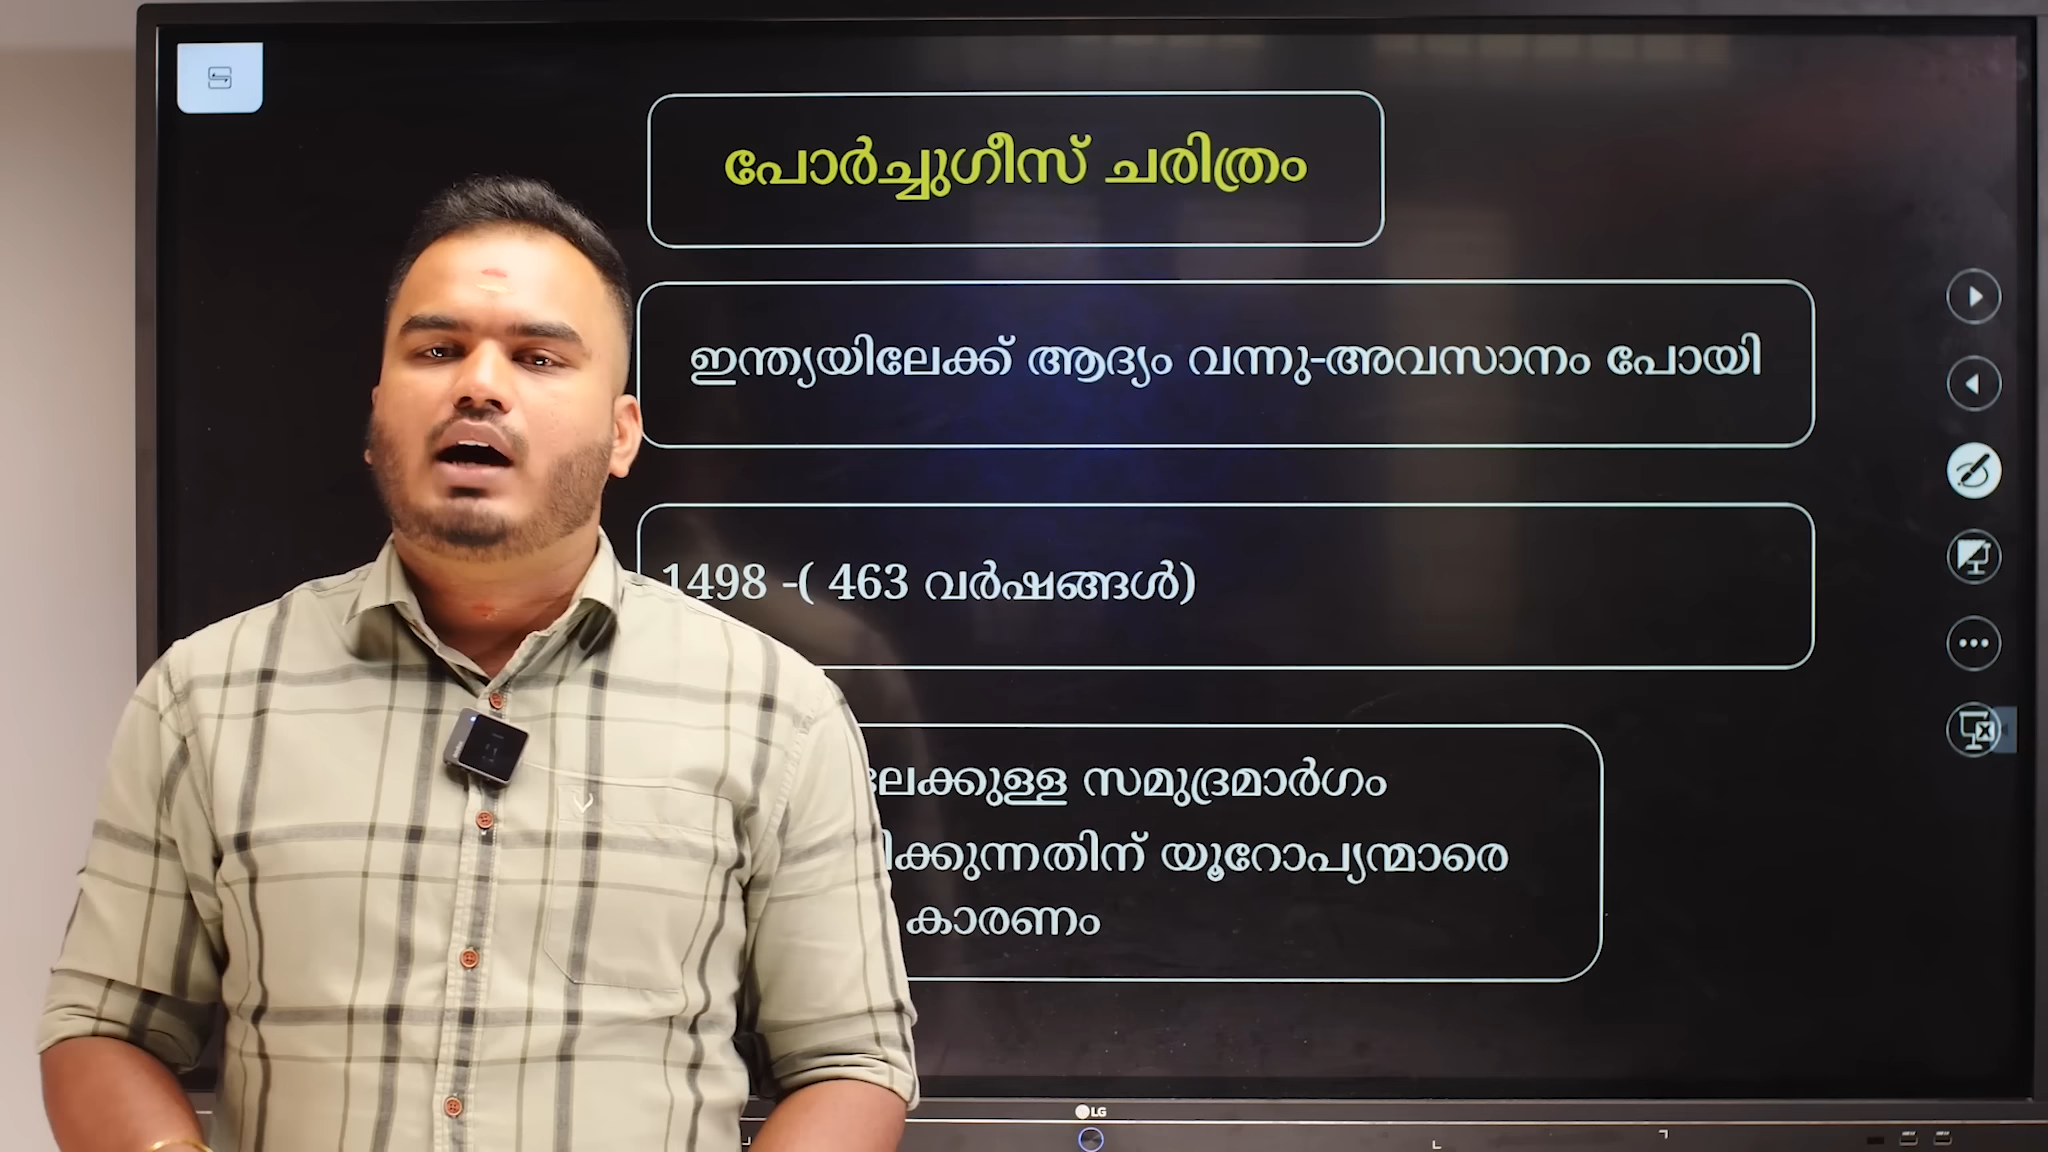 പോർച്ചുഗീസ് ചരിത്രം
ഇന്ത്യയിലേക്ക് ആദ്യം വന്നു-അവസാനം പോയി
1498 -( 463 വർഷങ്ങൾ)
ലേക്കുള്ള സമുദ്രമാർഗം
ിക്കുന്നതിന് യൂറോപ്യന്മാരെ
കാരണം
LG